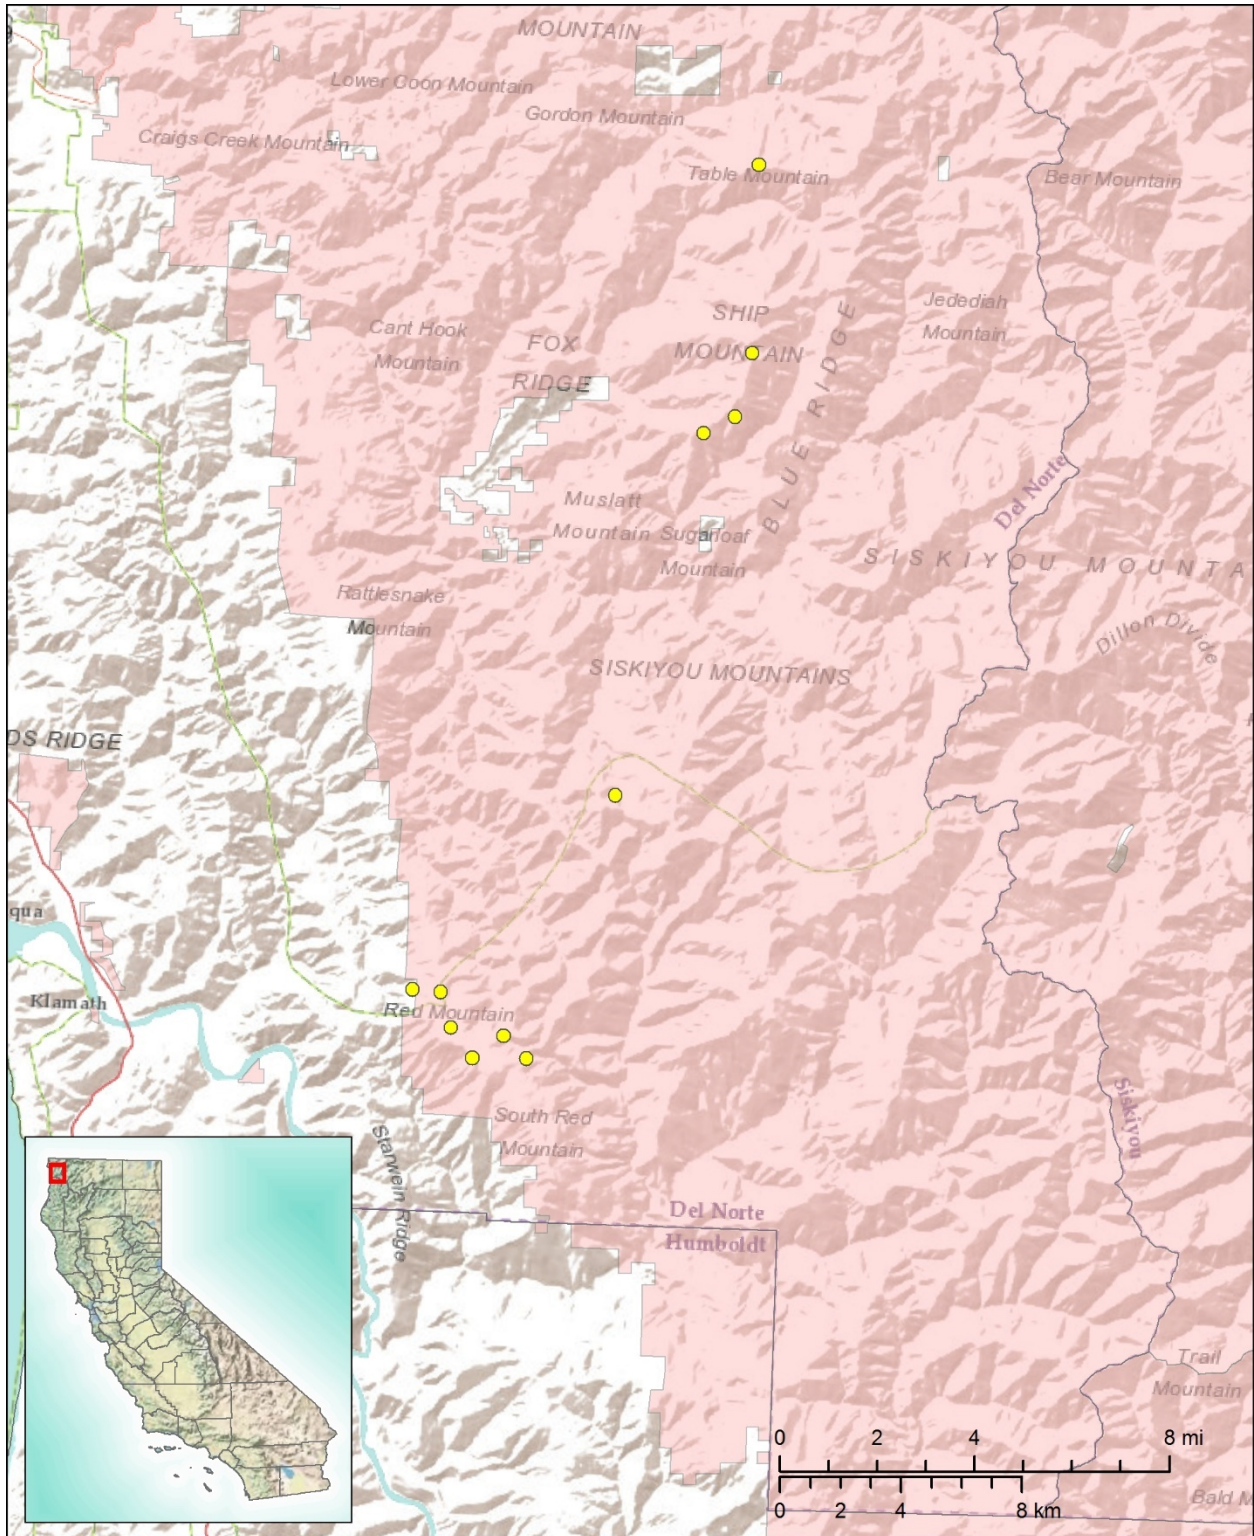 MOUNTAIN
Lower Coon Mountain
Gordon Mountain
Craigs Creek Mountain
Table Mountain
Bear Mountain
SHIP
MOUNTAIN
Jedediah
Mountain
Cant Hook
Mountain
FOX
RIDGE
BLUE RIDGE
Del Norte
Muslatt
Mountain
Sugarloaf
Mountain
SISKIYOU MOUNTA
Rattlesnake
Mountain
Dillon Divide
SISKIYOU MOUNTAINS
DS RIDGE
qua
Klamath
Red Mountain
South Red
Mountain
Starwein Ridge
Siskiyou
Del Norte
Humboldt
Trail
Mountain
0 2 4 8 mi
0 2 4 8 km
Bald M